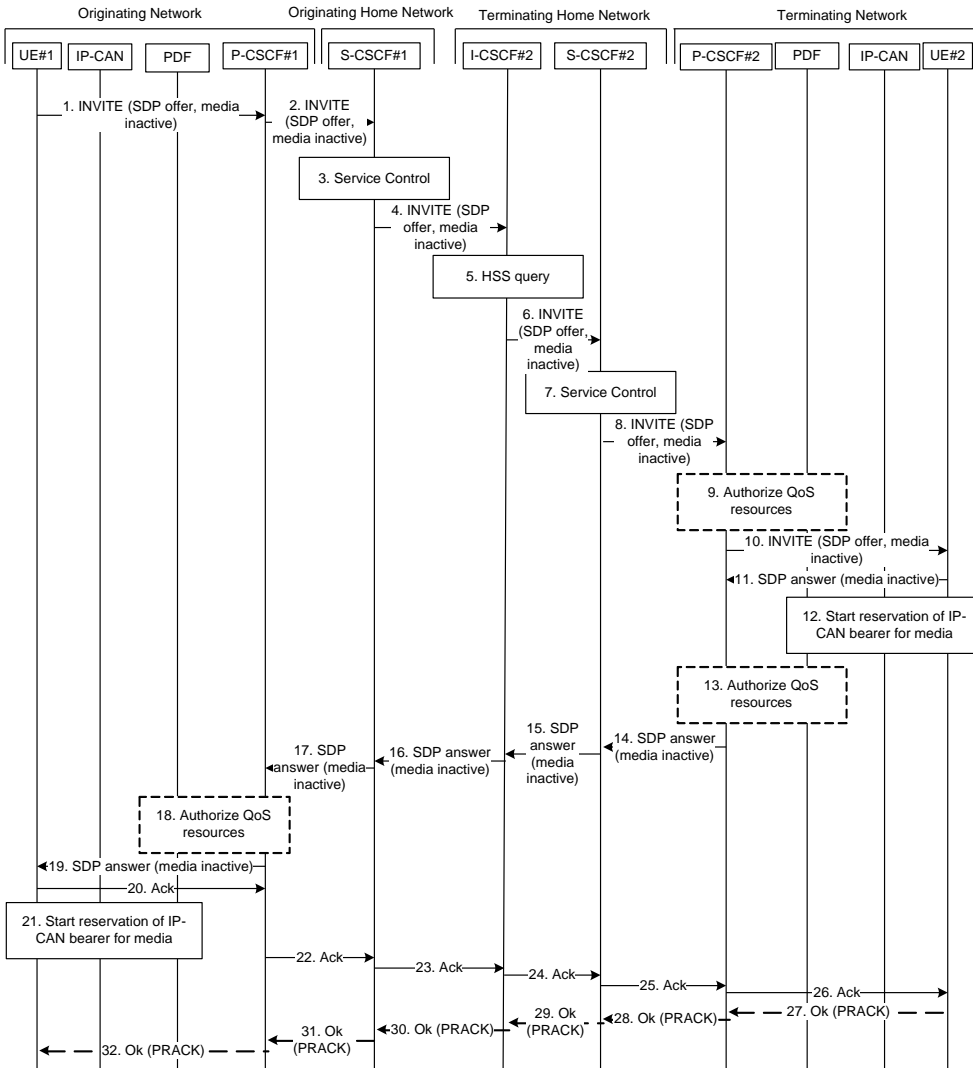 Originating Network
Originating Home Network
Terminating Home Network
Terminating Network
UE#1
IP-CAN
PDF
P-CSCF#1
S-CSCF#1
I-CSCF#2
S-CSCF#2
P-CSCF#2
PDF
IP-CAN
UE#2
1. INVITE (SDP offer, media
inactive)
2. INVITE
(SDP offer,
media inactive)
3. Service Control
4. INVITE (SDP
offer, media
inactive)
5. HSS query
6. INVITE
(SDP offer,
media
inactive)
7. Service Control
8. INVITE (SDP
offer, media
inactive)
9. Authorize QoS
resources
10. INVITE (SDP offer, media
inactive)
11. SDP answer (media inactive)
12. Start reservation of IP-
CAN bearer for media
13. Authorize QoS
resources
14. SDP answer
(media inactive)
15. SDP
answer
(media
inactive)
16. SDP answer
(media inactive)
17. SDP
answer (media
inactive)
18. Authorize QoS
resources
19. SDP answer (media inactive)
20. Ack
21. Start reservation of IP-
CAN bearer for media
22. Ack
23. Ack
24. Ack
25. Ack
26. Ack
27. Ok (PRACK)
28. Ok (PRACK)
29. Ok
(PRACK)
30. Ok (PRACK)
31. Ok
(PRACK)
32. Ok (PRACK)